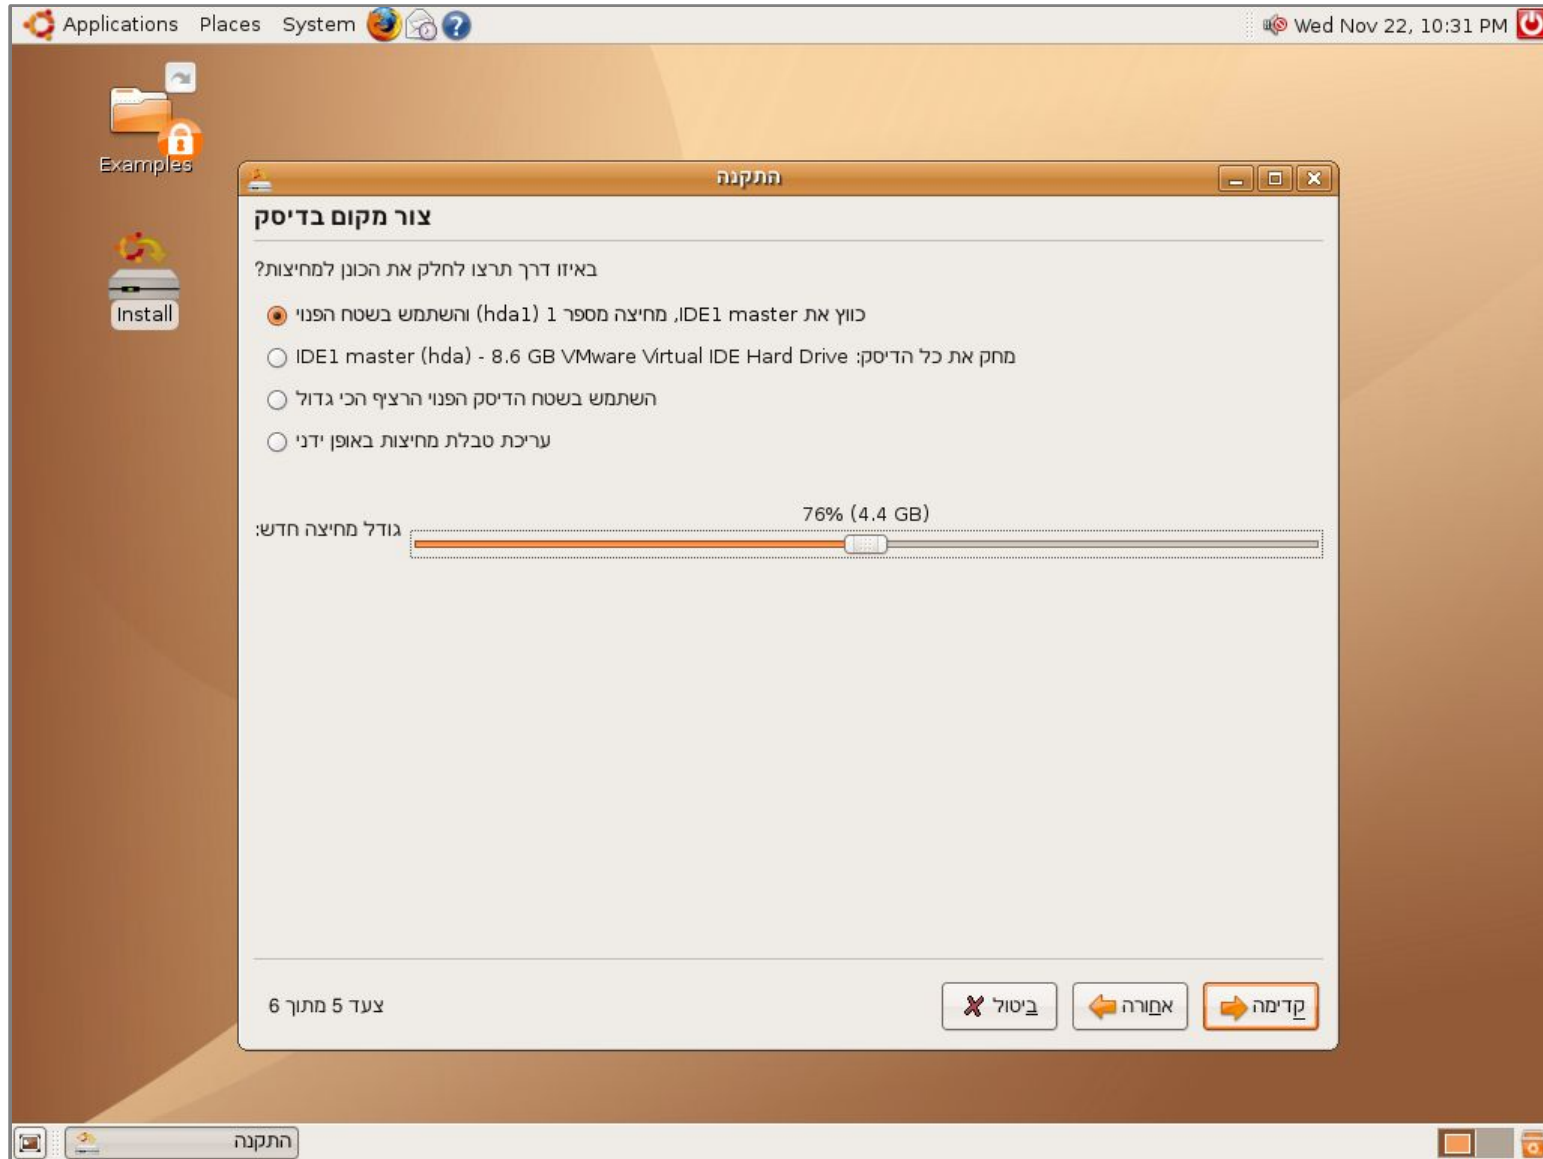 Applications Places System Wed Nov 22, 10:31 PM
Examples
Install
התקנה
צור מקום בדיסק
באיזו דרך תרצו לחלק את הכונן למחיצות?
כווץ את IDE1 master, מחיצה מספר 1 (hda1) והשתמש בשטח הפנוי
מחק את כל הדיסק: IDE1 master (hda) - 8.6 GB VMware Virtual IDE Hard Drive
השתמש בשטח הדיסק הפנוי הרציף הכי גדול
עריכת טבלת מחיצות באופן ידני
76% (4.4 GB)
גודל מחיצה חדש:
צעד 5 מתוך 6
ביטול אחורה קדימה
התקנה